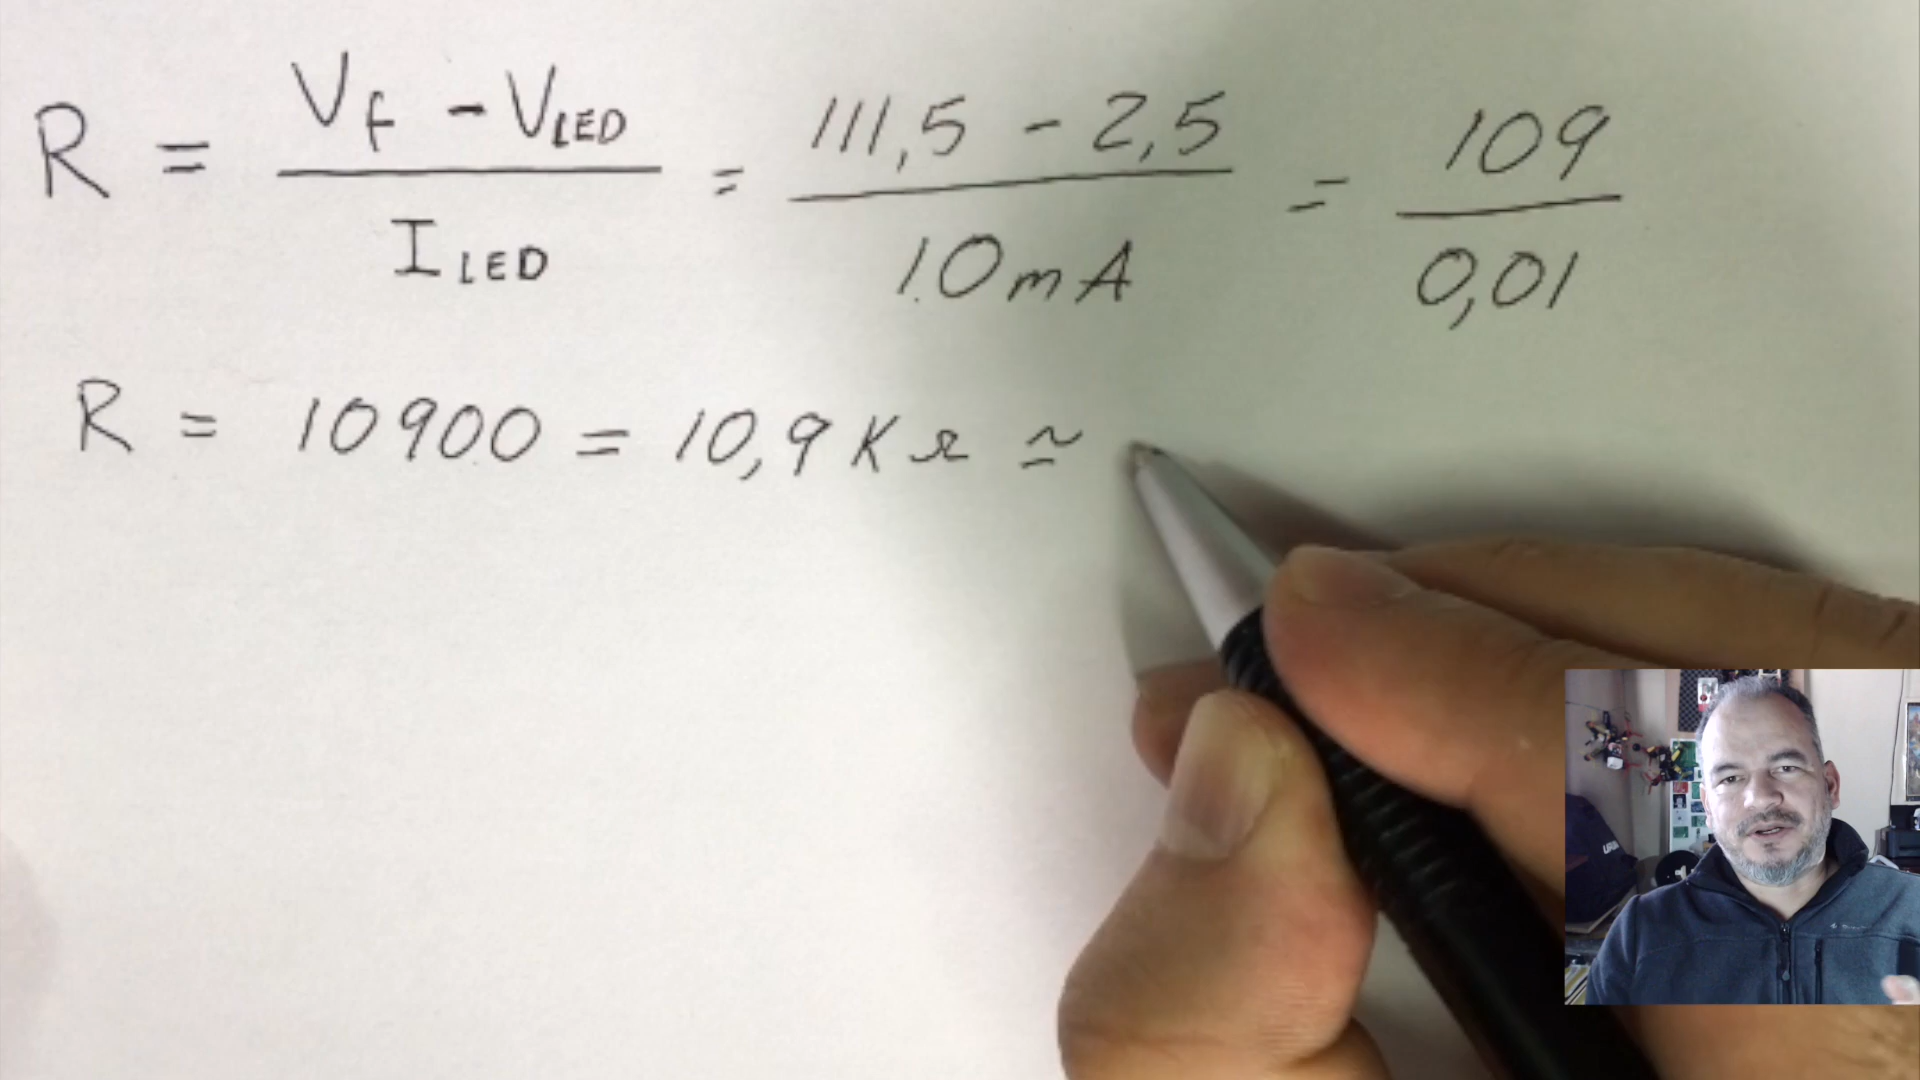 R = Vf - VLED / ILED = 111,5 - 2,5 / 10mA = 109 / 0,01
R = 10900 = 10,9 KΩ ≃